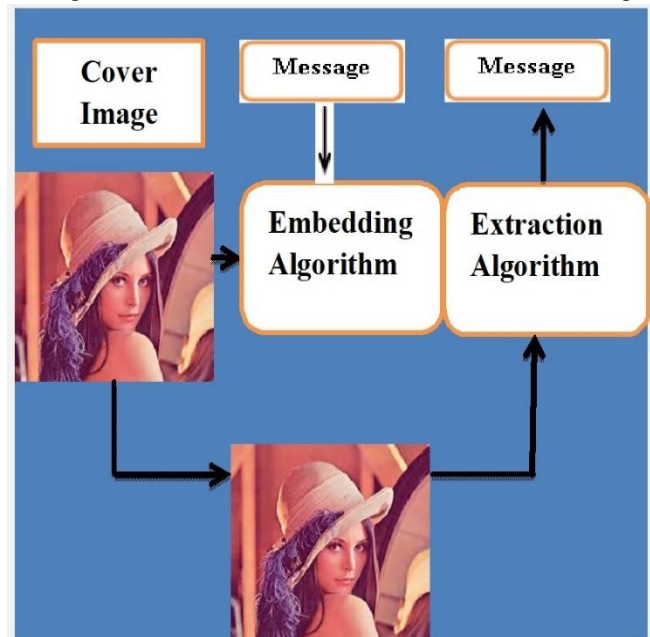 Cover
Image
Message
Message
Embedding
Algorithm
Extraction
Algorithm